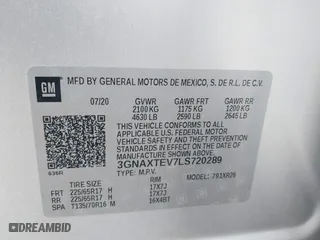 GM
MFD BY GENERAL MOTORS DE MEXICO, S. DE R.L. DE C.V.
07/20 GVWR GAWR FRT GAWR RR
2100 KG 1175 KG 1200 KG
4630 LB 2590 LB 2645 LB
THIS VEHICLE CONFORMS TO ALL
APPLICABLE U.S. FEDERAL MOTOR
VEHICLE SAFETY, BUMPER, AND THEFT
PREVENTION STANDARDS IN EFFECT
ON THE DATE OF MANUFACTURE
SHOWN ABOVE.
3GNAXTEV7LS720289
TYPE: M.P.V. MODEL:
TIRE SIZE RIM
FRT 225/65R17 H 17X7J
RR 225/65R17 H 17X7J
SPA T135/70R16 M 16X4BT
DREAMBID